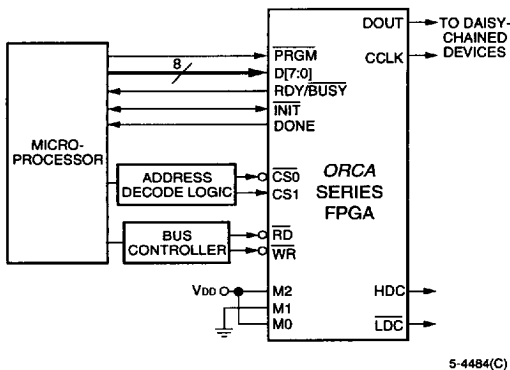 MICRO-
PROCESSOR
8
ADDRESS
DECODE LOGIC
BUS
CONTROLLER
VDD
PRGM
D[7:0]
RDY/BUSY
INIT
DONE
CS0
CS1
RD
WR
M2
M1
M0
ORCA
SERIES
FPGA
DOUT
CCLK
HDC
LDC
TO DAISY-
CHAINED
DEVICES
5-4484(C)